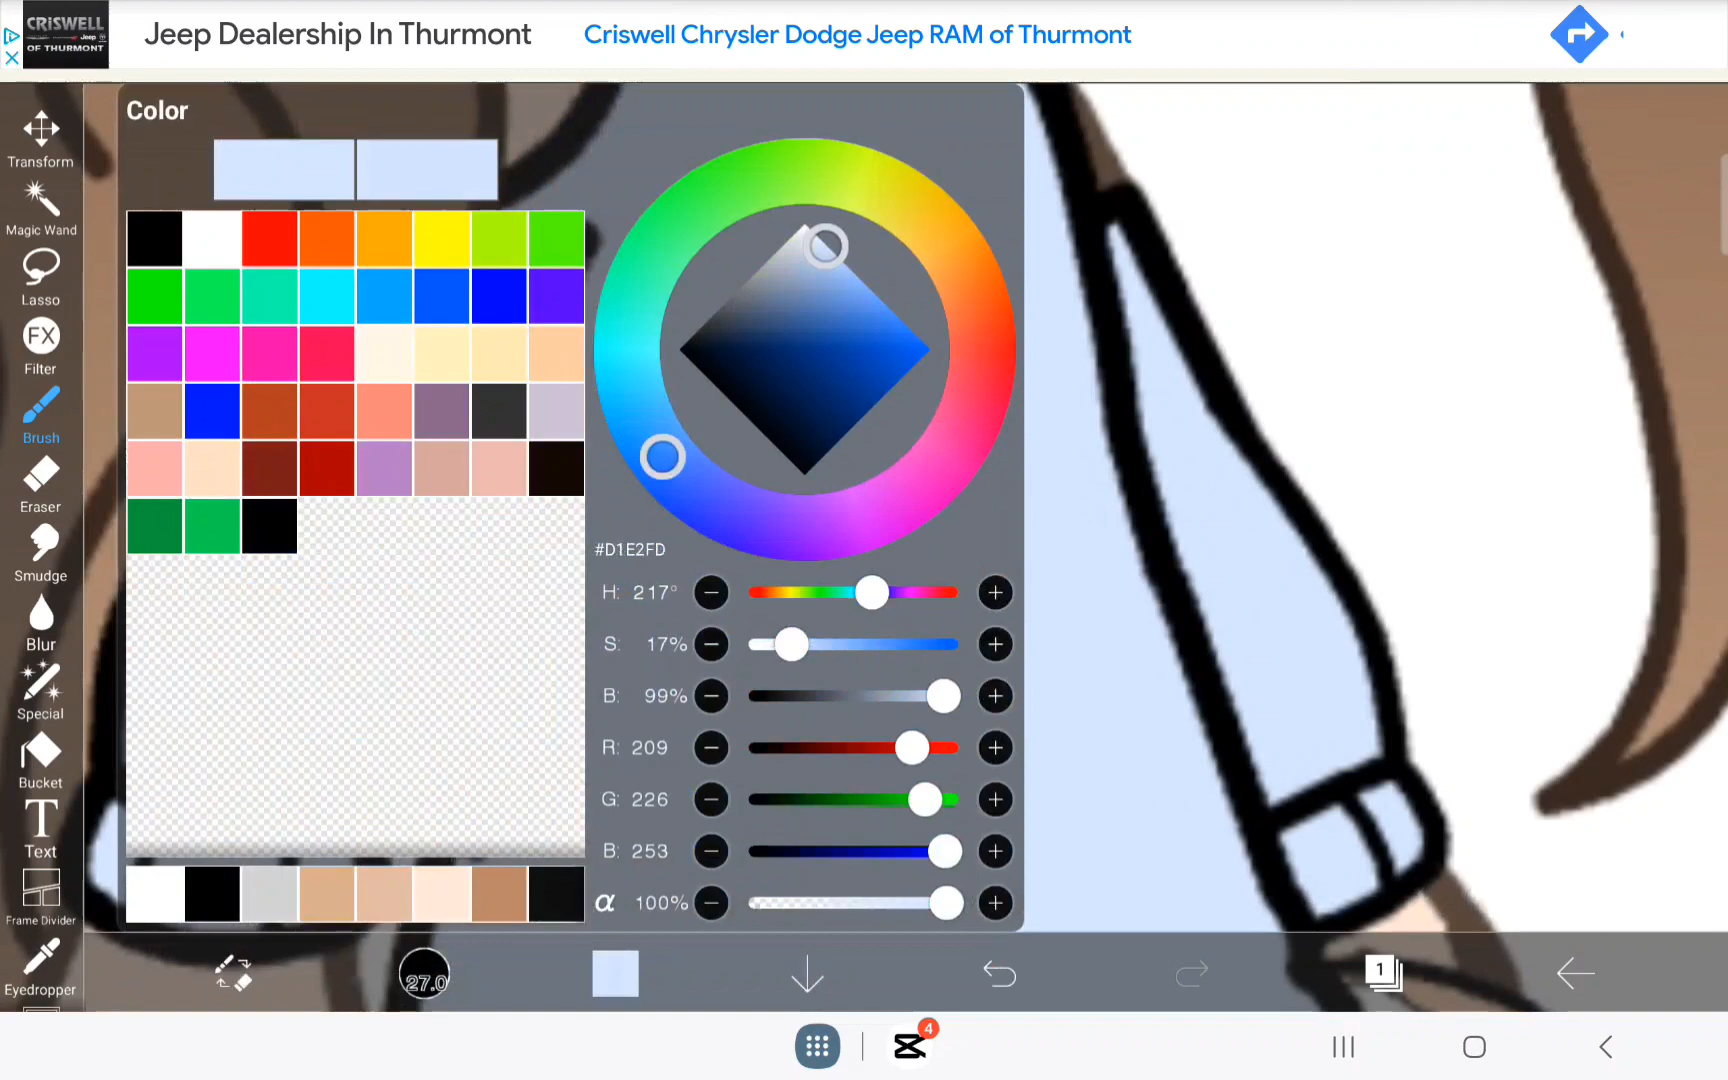 CRISWELL
Jeep
OF THURMONT
Jeep Dealership In Thurmont
Criswell Chrysler Dodge Jeep RAM of Thurmont
Color
Transform
Magic Wand
Lasso
FX
Filter
Brush
Eraser
Smudge
Blur
Special
Bucket
T
Text
Frame Divider
Eyedropper
#D1E2FD
H: 217°
S: 17%
B: 99%
R: 209
G: 226
B: 253
α 100%
27.0
1
4